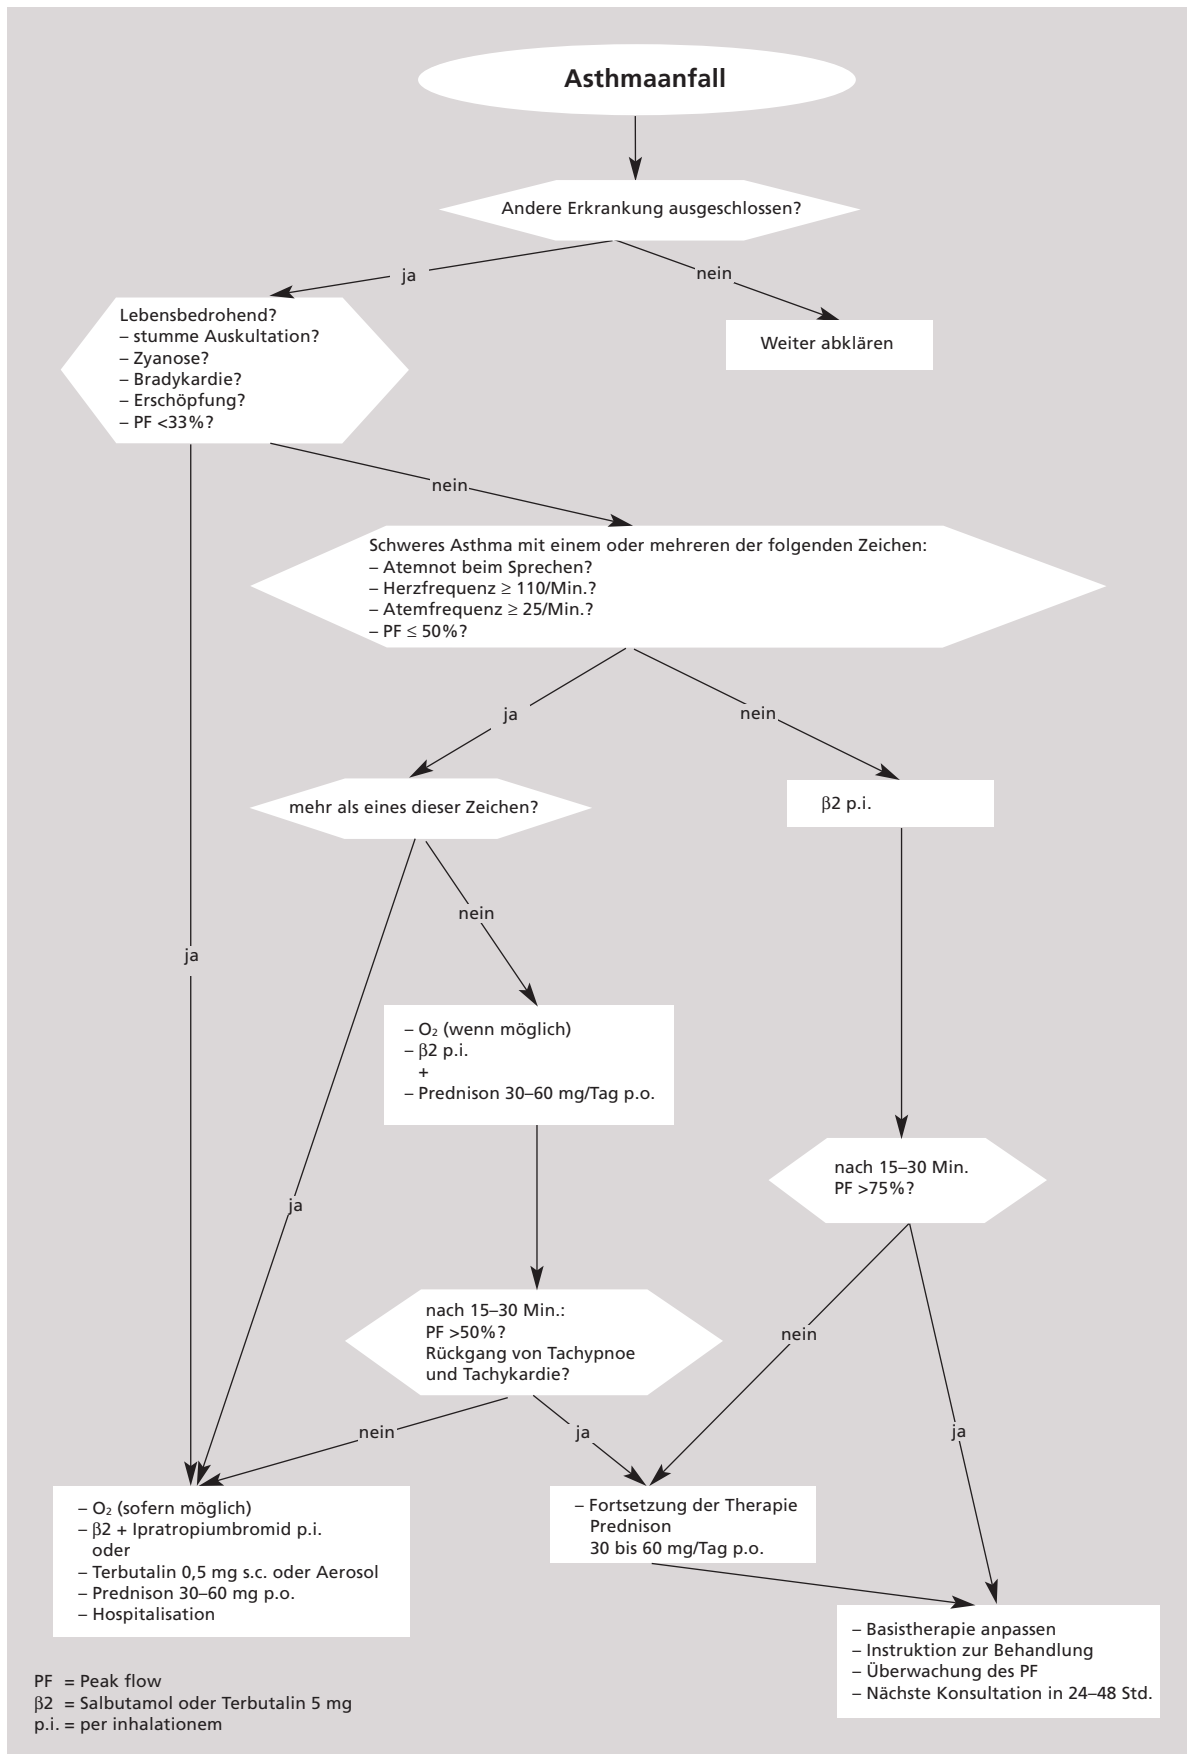 Asthmaanfall
Andere Erkrankung ausgeschlossen?
ja
nein
Lebensbedrohend?
– stumme Auskultation?
– Zyanose?
– Bradykardie?
– Erschöpfung?
– PF <33%?
Weiter abklären
nein
Schweres Asthma mit einem oder mehreren der folgenden Zeichen:
– Atemnot beim Sprechen?
– Herzfrequenz ≥ 110/Min.?
– Atemfrequenz ≥ 25/Min.?
– PF ≤ 50%?
ja
nein
mehr als eines dieser Zeichen?
β2 p.i.
nein
ja
– O₂ (wenn möglich)
– β2 p.i.
+
– Prednison 30–60 mg/Tag p.o.
nach 15–30 Min.
PF >75%?
ja
nach 15–30 Min.:
PF >50%?
Rückgang von Tachypnoe
und Tachykardie?
nein
nein
ja
ja
– O₂ (sofern möglich)
– β2 + Ipratropiumbromid p.i.
oder
– Terbutalin 0,5 mg s.c. oder Aerosol
– Prednison 30–60 mg p.o.
– Hospitalisation
– Fortsetzung der Therapie
Prednison
30 bis 60 mg/Tag p.o.
– Basistherapie anpassen
– Instruktion zur Behandlung
– Überwachung des PF
– Nächste Konsultation in 24–48 Std.
PF = Peak flow
β2 = Salbutamol oder Terbutalin 5 mg
p.i. = per inhalationem